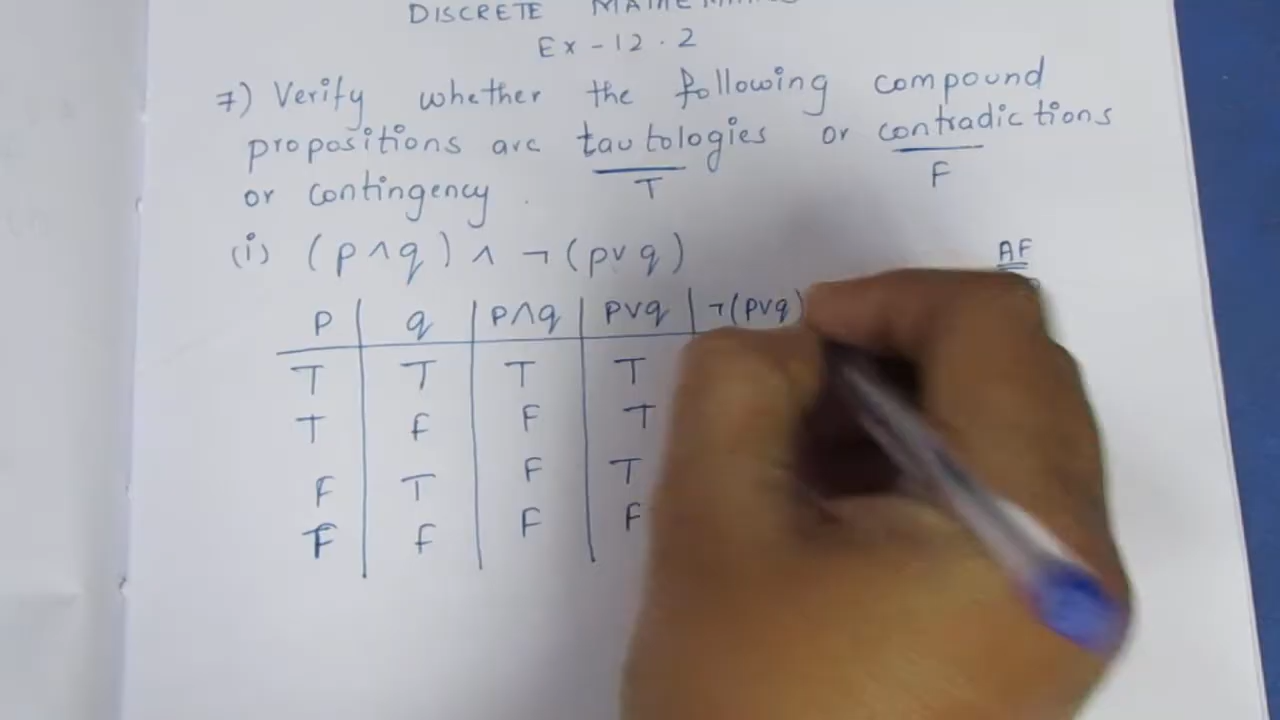 DISCRETE
Ex-12.2
7) Verify whether the following compound
propositions are tautologies or contradictions
T F
or contingency.
(i) (p∧q) ∧ ¬(p∨q)
AF
p q p∧q p∨q ¬(p∨q)
T T T T
T F F T
F T F T
F F F F